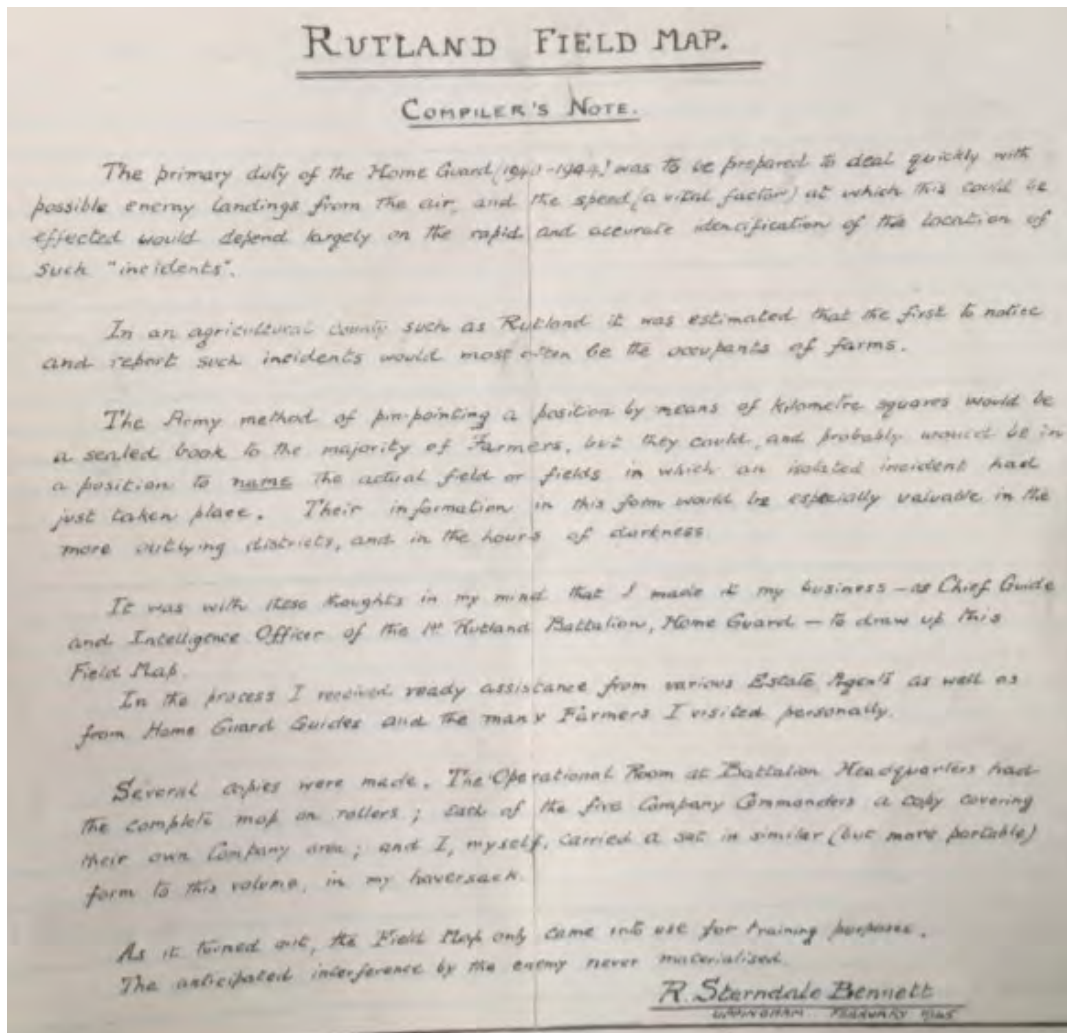 RUTLAND FIELD MAP.
COMPILER'S NOTE.
The primary duty of the Home Guard (1940-1944) was to be prepared to deal quickly with
possible enemy landings from the air, and the speed (a vital factor) at which this could be
effected would depend largely on the rapid and accurate identification of the location of
such "incidents".
In an agricultural county such as Rutland it was estimated that the first to notice
and report such incidents would most often be the occupants of farms.
The Army method of pin-pointing a position by means of kilometre squares would be
a sealed book to the majority of Farmers, but they could, and probably would be in
a position to name the actual field or fields in which an isolated incident had
just taken place. Their information in this form would be especially valuable in the
more outlying districts, and in the hours of darkness.
It was with these thoughts in my mind that I made it my business — as Chief Guide
and Intelligence Officer of the 1st Rutland Battalion, Home Guard — to draw up this
Field Map.
In the process I received ready assistance from various Estate Agents as well as
from Home Guard Guides and the many Farmers I visited personally.
Several copies were made. The Operational Room at Battalion Headquarters had
the complete map on rollers; each of the five Company Commanders a copy covering
their own Company area; and I, myself, carried a set in similar (but more portable)
form to this volume, in my haversack.
As it turned out, the Field Map only came into use for training purposes.
The anticipated interference by the enemy never materialised.
R. Sterndale Bennett
UPPINGHAM. FEBRUARY 1945